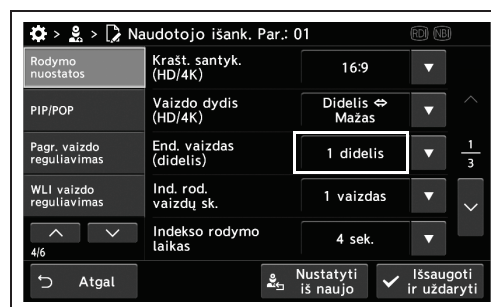 > > Naudotojo išank. Par.: 01 RDI NBI
Rodymo
nuostatos
Krašt. santyk.
(HD/4K)
16:9
PIP/POP
Vaizdo dydis
(HD/4K)
Didelis ⇔
Mažas
Pagr. vaizdo
reguliavimas
End. vaizdas
(didelis)
1 didelis
1
3
WLI vaizdo
reguliavimas
Ind. rod.
vaizdų sk.
1 vaizdas
4/6
Indekso rodymo
laikas
4 sek.
Atgal
Nustatyti
iš naujo
Išsaugoti
ir uždaryti